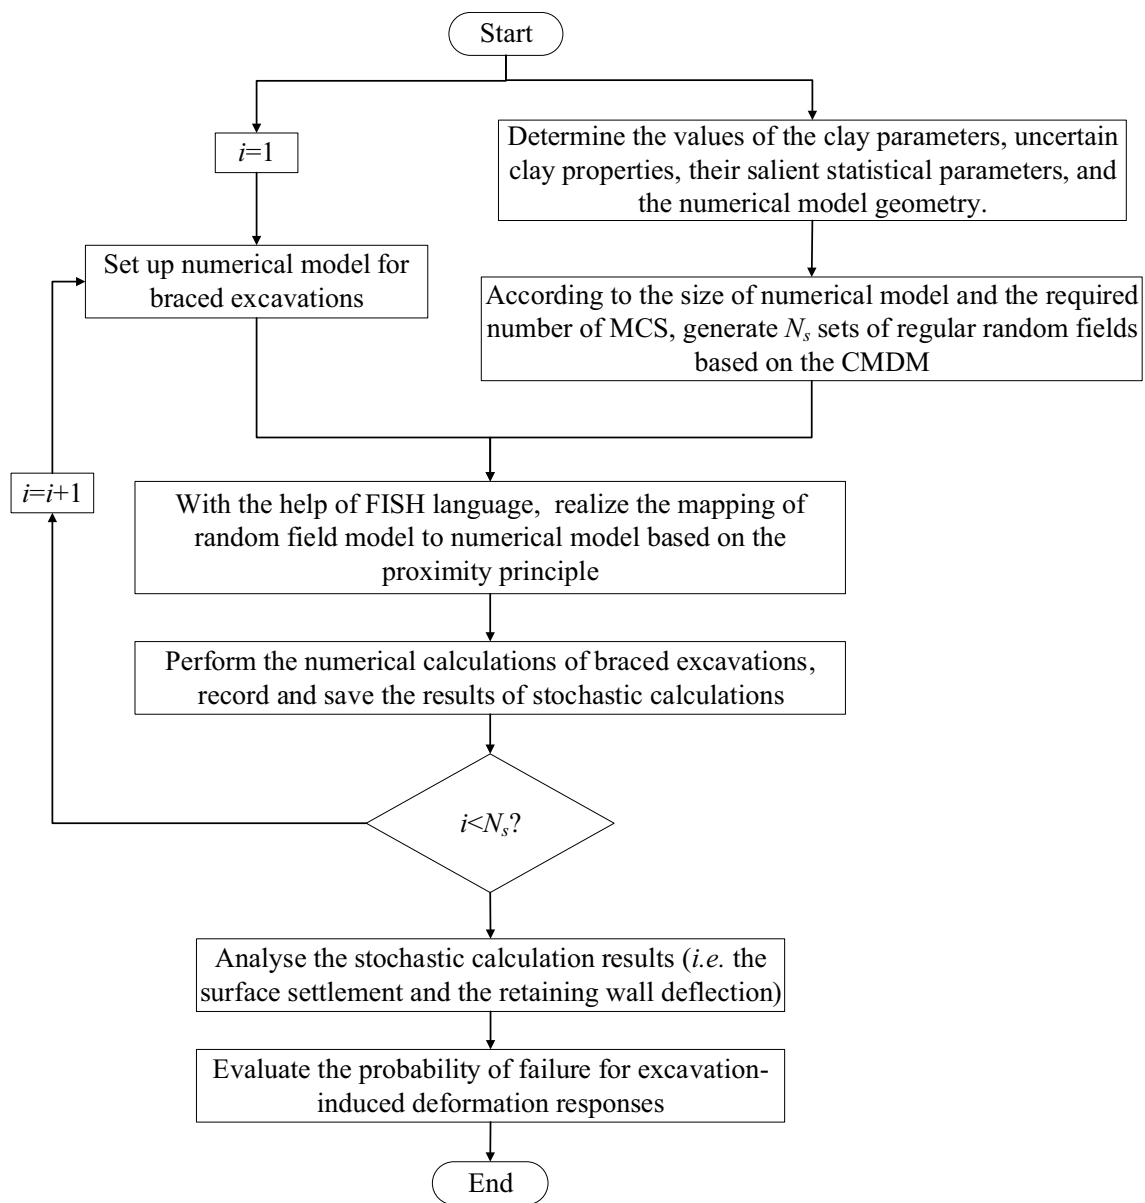 Start
i=1
Determine the values of the clay parameters, uncertain
clay properties, their salient statistical parameters, and
the numerical model geometry.
Set up numerical model for
braced excavations
According to the size of numerical model and the required
number of MCS, generate Ns sets of regular random fields
based on the CMDM
i=i+1
With the help of FISH language, realize the mapping of
random field model to numerical model based on the
proximity principle
Perform the numerical calculations of braced excavations,
record and save the results of stochastic calculations
i<Ns?
Analyse the stochastic calculation results (i.e. the
surface settlement and the retaining wall deflection)
Evaluate the probability of failure for excavation-
induced deformation responses
End